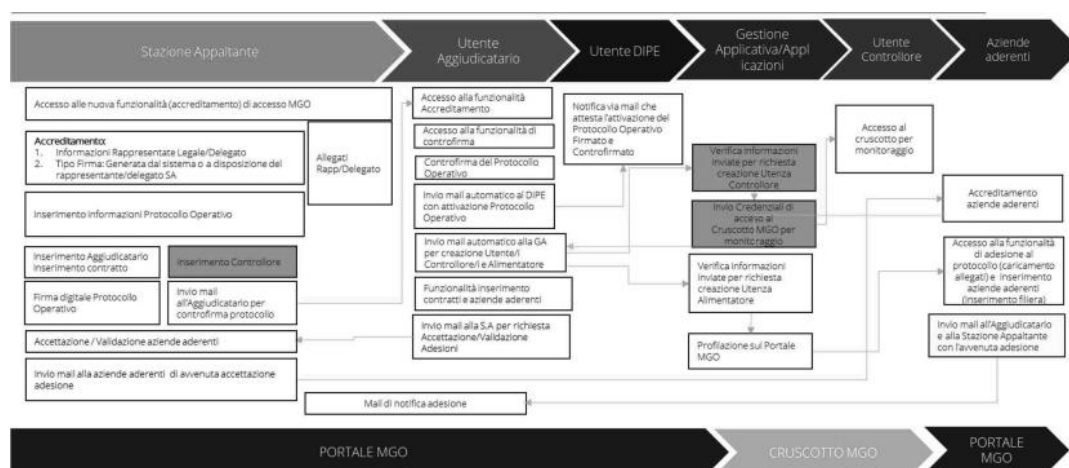 Stazione Appaltante
Utente
Aggiudicatario
Utente DIPE
Gestione
Applicativa/Appl
icazioni
Utente
Controllore
Aziende
aderenti
Accesso alle nuova funzionalità (accreditamento) di accesso MGO
Accreditamento:
1. Informazioni Rappresentate Legale/Delegato
2. Tipo Firma: Generata dal sistema o a disposizione del
rappresentante/delegato SA
Allegati
Rapp/Delegato
Inserimento Informazioni Protocollo Operativo
Inserimento Aggiudicatario
Inserimento contratto
Inserimento Controllore
Firma digitale Protocollo
Operativo
Invio mail
all'Aggiudicatario per
controfirma protocollo
Accettazione / Validazione aziende aderenti
Invio mail alla aziende aderenti di avvenuta accettazione
adesione
Accesso alla funzionalità
Accreditamento
Accesso alla funzionalità di
controfirma
Controfirma del Protocollo
Operativo
Invio mail automatico al DIPE
con attivazione Protocollo
Operativo
Invio mail automatico alla GA
per creazione Utente/i
Controllore/i e Alimentatore
Funzionalità inserimento
contratti e aziende aderenti
Invio mail alla S.A per richiesta
Accettazione/Validazione
Adesioni
Mail di notifica adesione
Notifica via mail che
attesta l'attivazione del
Protocollo Operativo
Firmato e
Controfirmato
Verifica Informazioni
Inviate per richiesta
creazione Utenza
Controllore
Invio Credenziali di
accesso al
Cruscotto MGO per
monitoraggio
Verifica Informazioni
inviate per richiesta
creazione Utenza
Alimentatore
Profilazione sul Portale
MGO
Accesso al
cruscotto per
monitoraggio
Accreditamento
aziende aderenti
Accesso alla funzionalità
di adesione al
protocollo (caricamento
allegati) e inserimento
aziende aderenti
(inserimento filiera)
Invio mail all'Aggiudicatario
e alla Stazione Appaltante
con l'avvenuta adesione
PORTALE MGO
CRUSCOTTO MGO
PORTALE
MGO